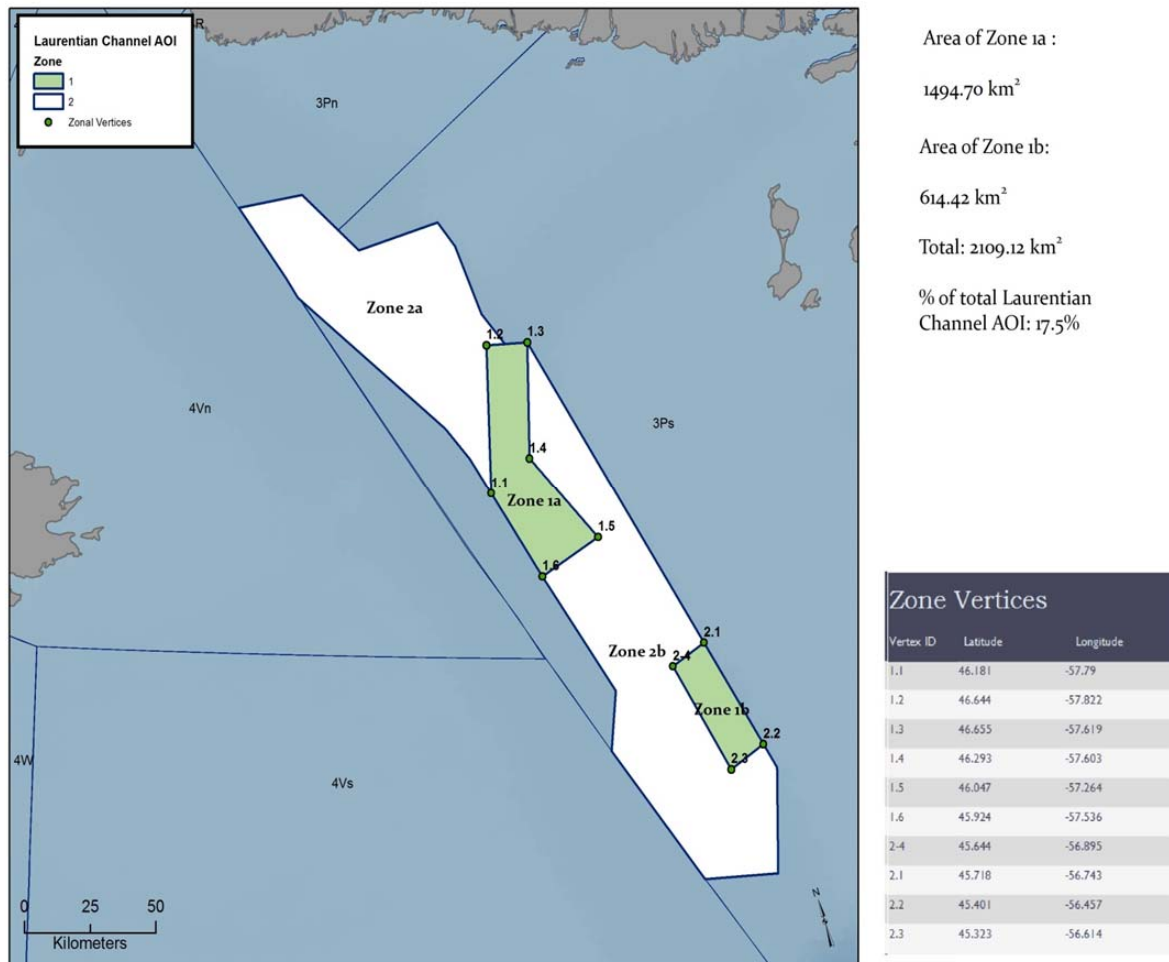 Laurentian Channel AOI
Zone
1
2
Zonal Vertices
R
3Pn
Zone 2a
1.2
1.3
4Vn
3Ps
1.4
1.1
Zone 1a
1.5
1.6
2.1
Zone 2b
2-4
Zone 1b
2.2
2.3
4W
4Vs
0 25 50
Kilometers
N
Area of Zone 1a :
1494.70 km²
Area of Zone 1b:
614.42 km²
Total: 2109.12 km²
% of total Laurentian
Channel AOI: 17.5%
Zone Vertices
Vertex ID Latitude Longitude
1.1 46.181 -57.79
1.2 46.644 -57.822
1.3 46.655 -57.619
1.4 46.293 -57.603
1.5 46.047 -57.264
1.6 45.924 -57.536
2-4 45.644 -56.895
2.1 45.718 -56.743
2.2 45.401 -56.457
2.3 45.323 -56.614